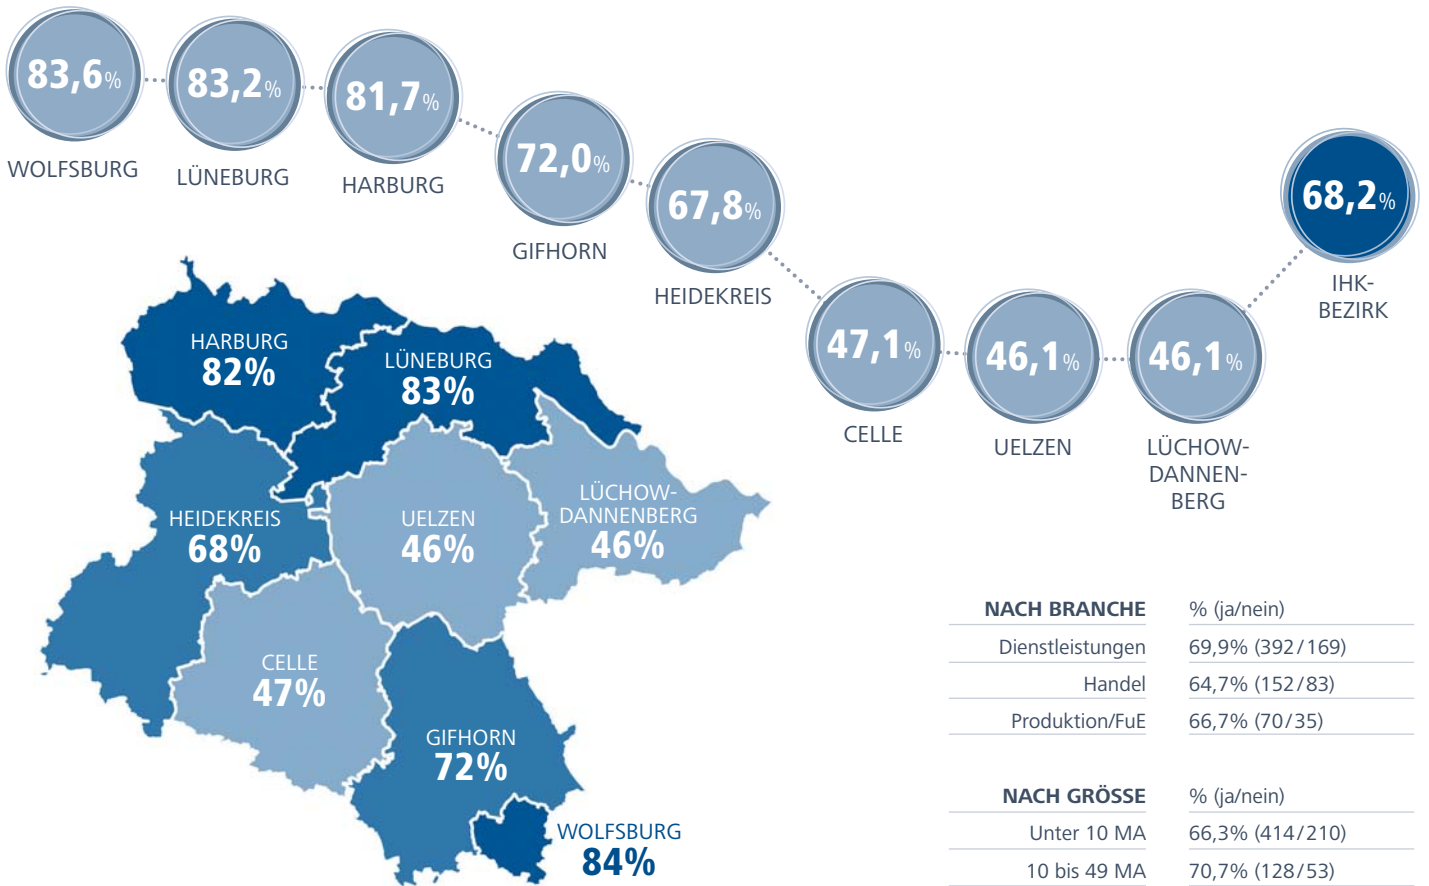 83,6%
WOLFSBURG
83,2%
LÜNEBURG
81,7%
HARBURG
72,0%
GIFHORN
67,8%
HEIDEKREIS
47,1%
CELLE
46,1%
UELZEN
46,1%
LÜCHOW-
DANNEN-
BERG
68,2%
IHK-
BEZIRK
HARBURG
82%
LÜNEBURG
83%
HEIDEKREIS
68%
UELZEN
46%
LÜCHOW-
DANNENBERG
46%
CELLE
47%
GIFHORN
72%
WOLFSBURG
84%
NACH BRANCHE % (ja/nein)
Dienstleistungen 69,9% (392/169)
Handel 64,7% (152/83)
Produktion/FuE 66,7% (70/35)
NACH GRÖSSE % (ja/nein)
Unter 10 MA 66,3% (414/210)
10 bis 49 MA 70,7% (128/53)